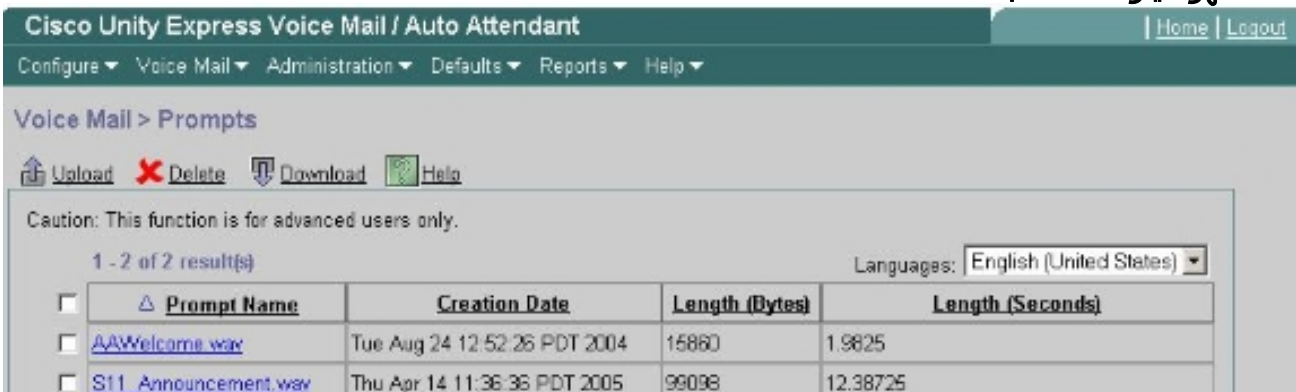 Cisco Unity Express Voice Mail / Auto Attendant
| Home | Logout
Configure Voice Mail Administration Defaults Reports Help
Voice Mail > Prompts
Upload Delete Download Help
Caution: This function is for advanced users only.
1 - 2 of 2 result(s) Languages: English (United States)
Prompt Name Creation Date Length (Bytes) Length (Seconds)
AAWelcome.wav Tue Aug 24 12:52:26 PDT 2004 15860 1.9825
S11_Announcement.wav Thu Apr 14 11:36:36 PDT 2005 99098 12.38725